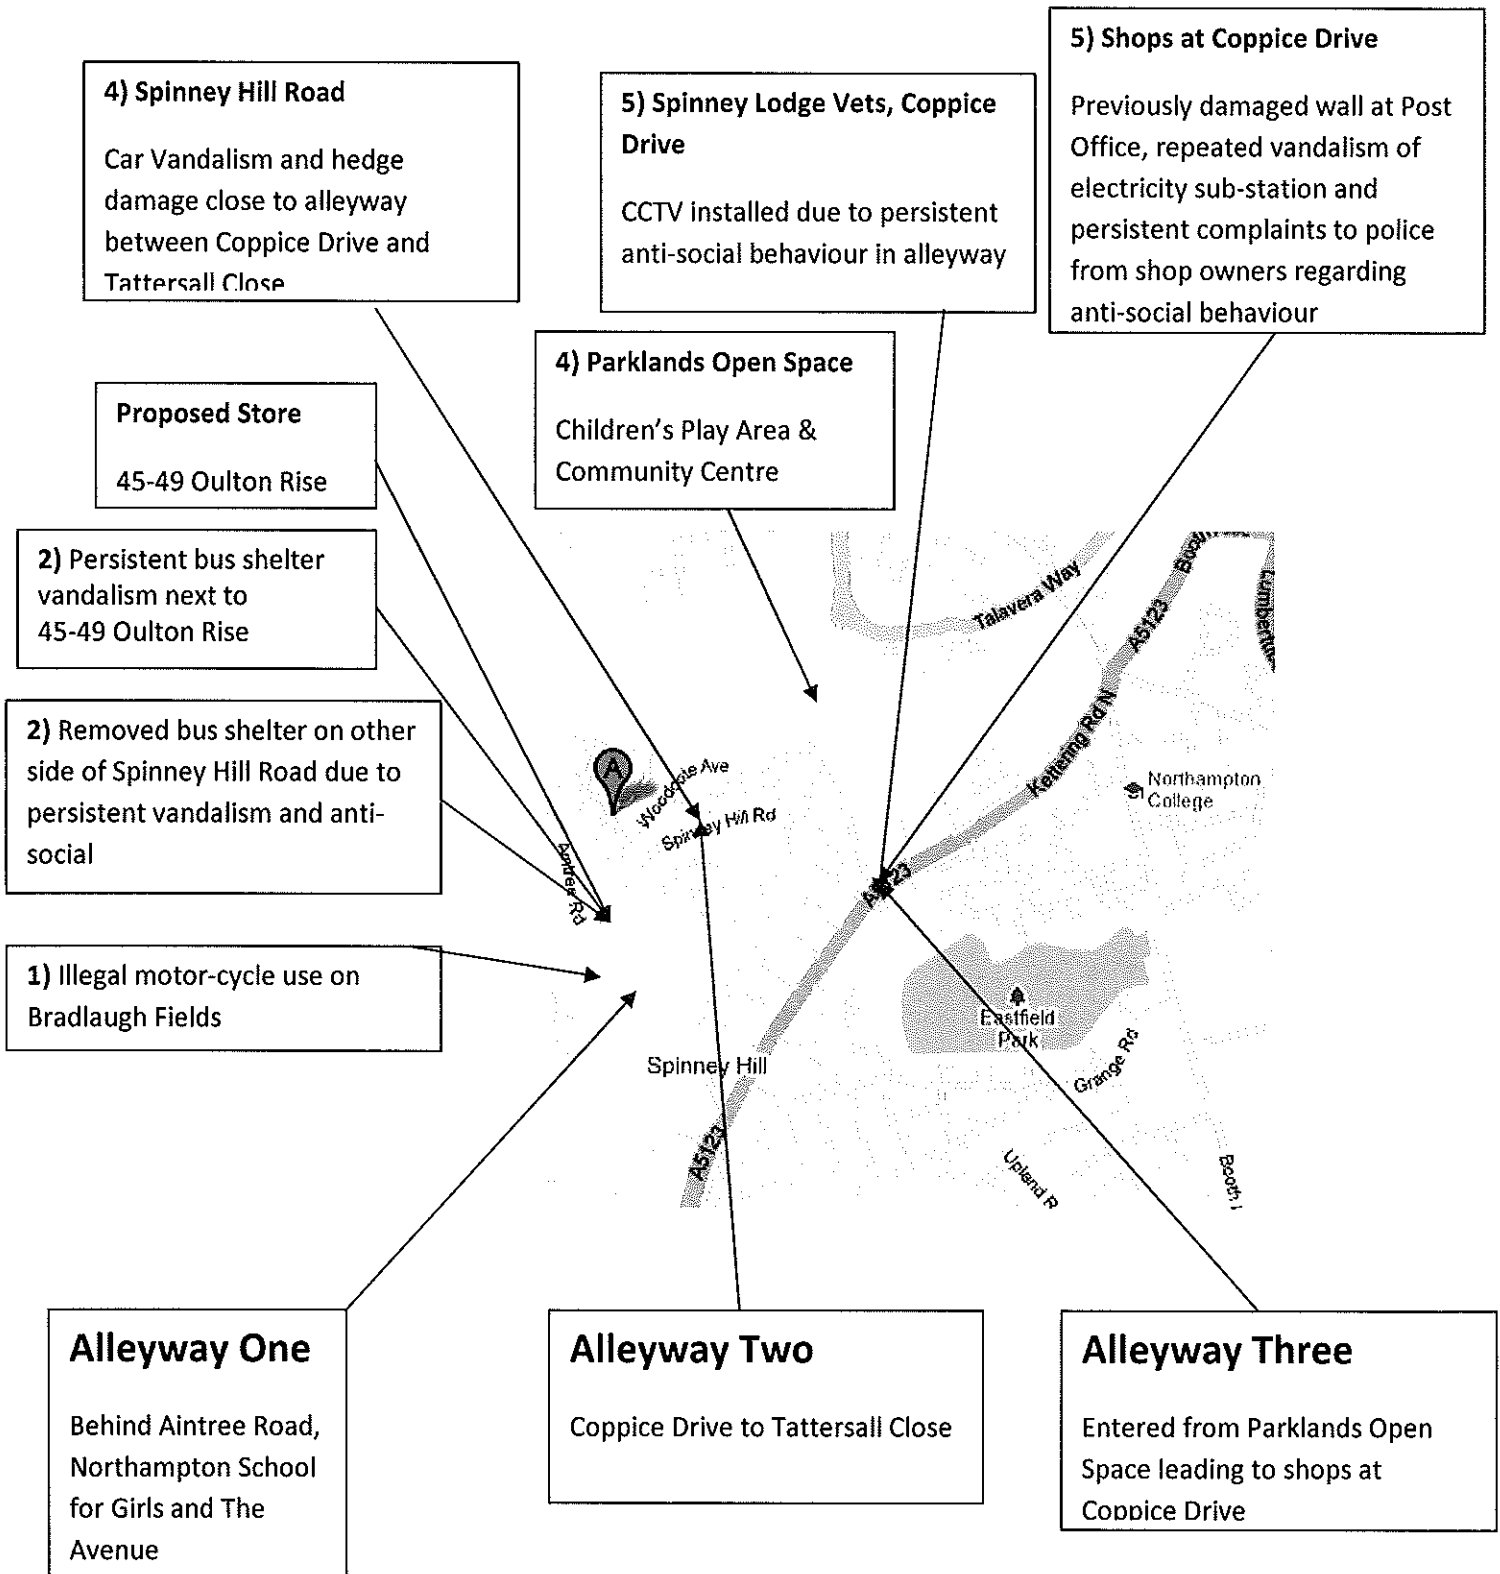 4) Spinney Hill Road
Car Vandalism and hedge
damage close to alleyway
between Coppice Drive and
Tattersall Close
5) Spinney Lodge Vets, Coppice
Drive
CCTV installed due to persistent
anti-social behaviour in alleyway
5) Shops at Coppice Drive
Previously damaged wall at Post
Office, repeated vandalism of
electricity sub-station and
persistent complaints to police
from shop owners regarding
anti-social behaviour
4) Parklands Open Space
Children's Play Area &
Community Centre
Proposed Store
45-49 Oulton Rise
2) Persistent bus shelter
vandalism next to
45-49 Oulton Rise
2) Removed bus shelter on other
side of Spinney Hill Road due to
persistent vandalism and anti-
social
1) Illegal motor-cycle use on
Bradlaugh Fields
Talavera Way
A5123
Kettering Rd N
Northampton
College
A
Woodgate Ave
Spinney Hill Rd
Aintree Rd
A5123
Eastfield
Park
Grange Rd
Spinney Hill
A5123
Upland R
Alleyway One
Behind Aintree Road,
Northampton School
for Girls and The
Avenue
Alleyway Two
Coppice Drive to Tattersall Close
Alleyway Three
Entered from Parklands Open
Space leading to shops at
Coppice Drive